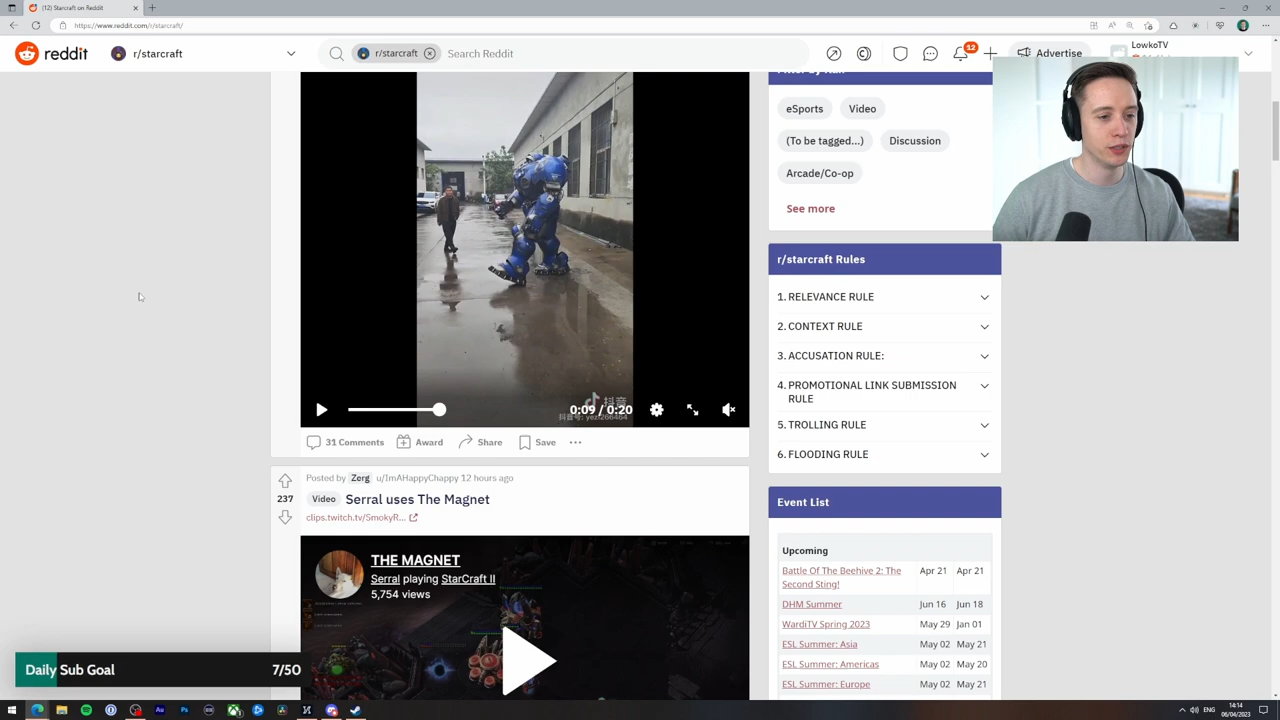 (12) Starcraft on Reddit
https://www.reddit.com/r/starcraft/
reddit
r/starcraft
r/starcraft
Search Reddit
12
Advertise
LowkoTV
eSports
Video
(To be tagged...)
Discussion
Arcade/Co-op
See more
r/starcraft Rules
1. RELEVANCE RULE
2. CONTEXT RULE
3. ACCUSATION RULE:
4. PROMOTIONAL LINK SUBMISSION
RULE
5. TROLLING RULE
6. FLOODING RULE
抖音
0:09 / 0:20
31 Comments
Award
Share
Save
Posted by Zerg u/ImAHappyChappy 12 hours ago
237
Video Serral uses The Magnet
clips.twitch.tv/SmokyR...
THE MAGNET
Serral playing StarCraft II
5,754 views
Event List
Upcoming
Battle Of The Beehive 2: The Apr 21 Apr 21
Second Sting!
DHM Summer Jun 16 Jun 18
WardiTV Spring 2023 May 29 Jan 01
ESL Summer: Asia May 02 May 21
ESL Summer: Americas May 02 May 20
ESL Summer: Europe May 02 May 21
Daily Sub Goal 7/50
ENG
14:14
06/04/2023